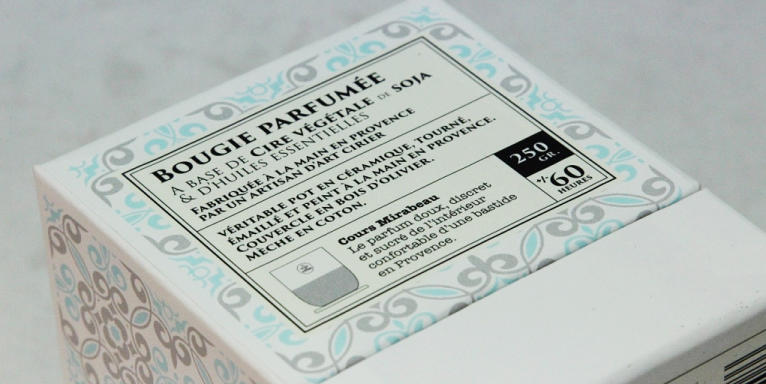 BOUGIE PARFUMÉE
A BASE DE CIRE VÉGÉTALE DE SOJA
& D'HUILES ESSENTIELLES
FABRIQUÉE À LA MAIN EN PROVENCE
PAR UN ARTISAN D'ART CIRIER
VÉRITABLE POT EN CÉRAMIQUE, TOURNÉ,
ÉMAILLÉ ET PEINT À LA MAIN EN PROVENCE.
COUVERCLE EN BOIS D'OLIVIER.
MÈCHE EN COTON.
250
GR.
+/- 60
HEURES
Cours Mirabeau
Le parfum doux, discret
et sucré de l'intérieur
confortable d'une bastide
en Provence.